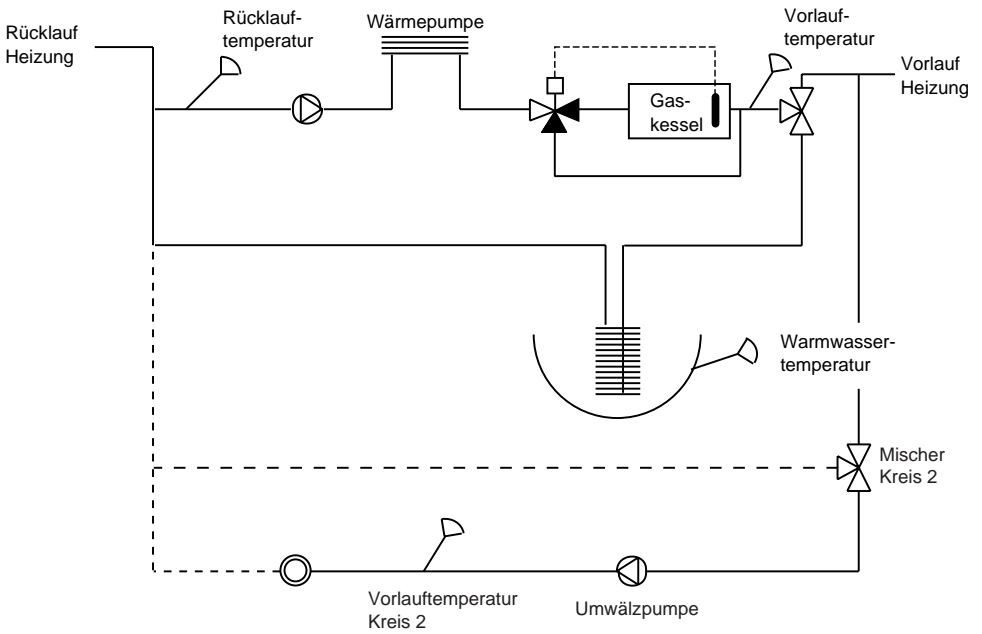 Rücklauf
Heizung
Rücklauf-
temperatur
Wärmepumpe
Vorlauf-
temperatur
Vorlauf
Heizung
Gas-
kessel
Warmwasser-
temperatur
Mischer
Kreis 2
Vorlauftemperatur
Kreis 2
Umwälzpumpe